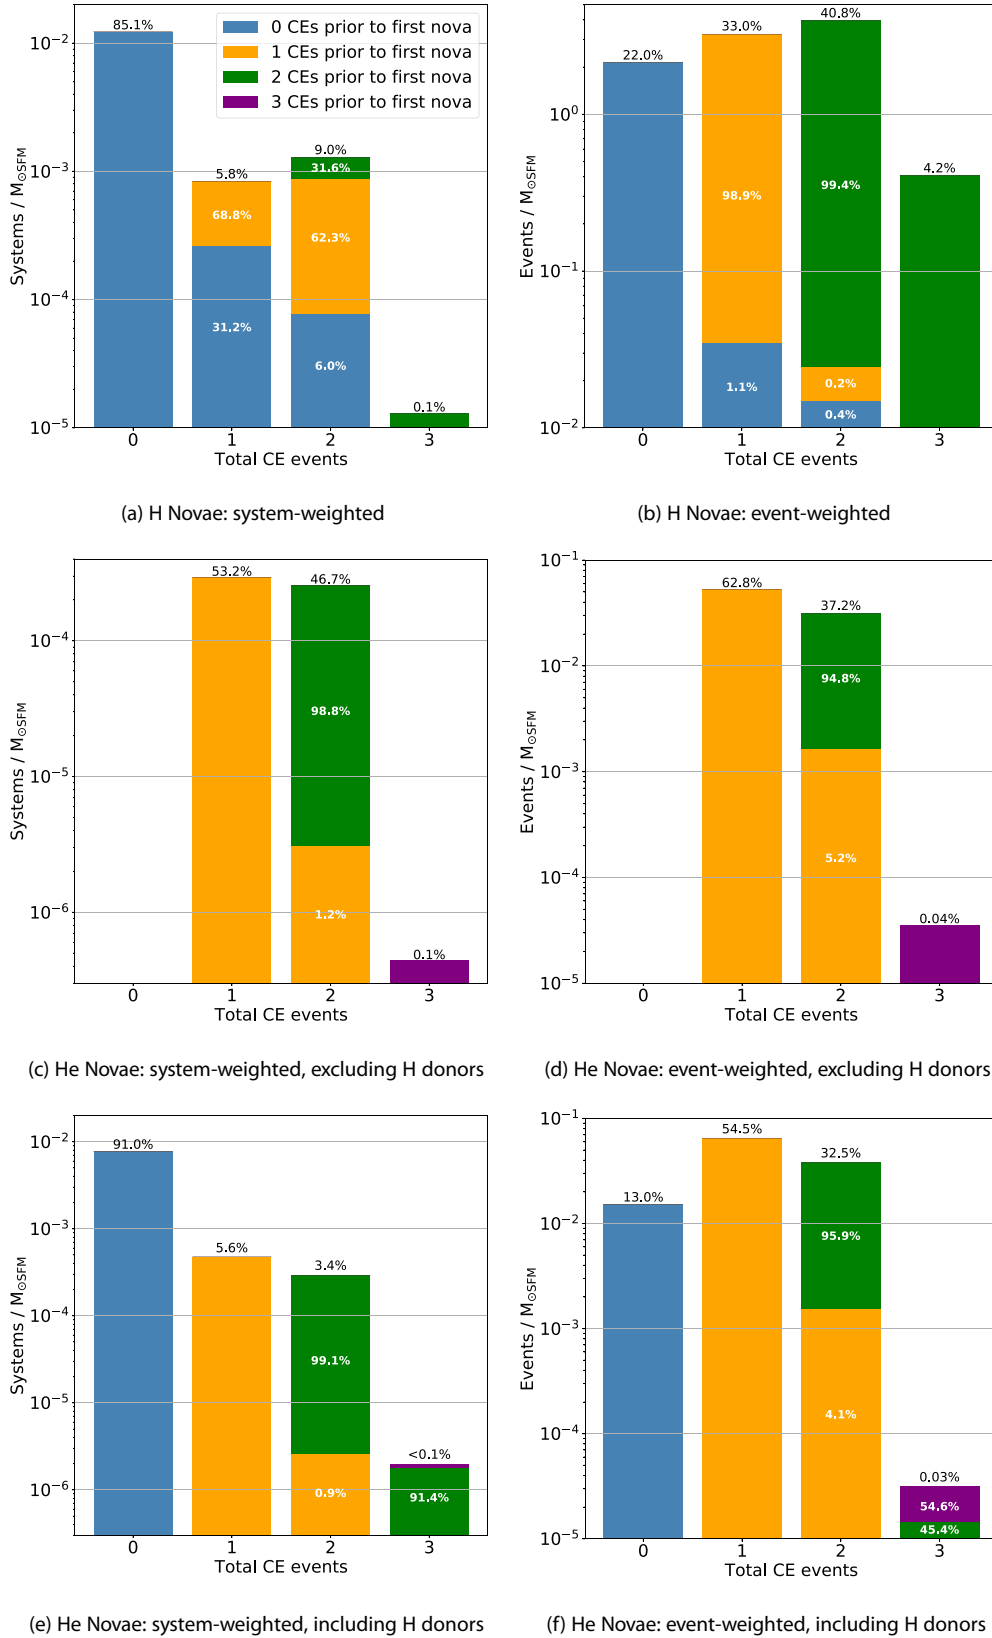 85.1%
10⁻²
0 CEs prior to first nova
1 CEs prior to first nova
2 CEs prior to first nova
3 CEs prior to first nova
9.0%
10⁻³
5.8%
31.6%
68.8%
62.3%
10⁻⁴
31.2%
6.0%
0.1%
10⁻⁵
Systems / M⊙SFM
0 1 2 3
Total CE events
(a) H Novae: system-weighted
40.8%
33.0%
22.0%
10⁰
4.2%
98.9%
99.4%
10⁻¹
1.1%
0.2%
0.4%
10⁻²
Events / M⊙SFM
0 1 2 3
Total CE events
(b) H Novae: event-weighted
53.2%
46.7%
10⁻⁴
98.8%
10⁻⁵
10⁻⁶
1.2%
0.1%
Systems / M⊙SFM
0 1 2 3
Total CE events
(c) He Novae: system-weighted, excluding H donors
10⁻¹
62.8%
37.2%
10⁻²
94.8%
10⁻³
5.2%
10⁻⁴
0.04%
10⁻⁵
Events / M⊙SFM
0 1 2 3
Total CE events
(d) He Novae: event-weighted, excluding H donors
10⁻²
91.0%
10⁻³
5.6%
3.4%
10⁻⁴
99.1%
10⁻⁵
<0.1%
10⁻⁶
0.9%
91.4%
Systems / M⊙SFM
0 1 2 3
Total CE events
(e) He Novae: system-weighted, including H donors
10⁻¹
54.5%
32.5%
13.0%
10⁻²
95.9%
10⁻³
4.1%
10⁻⁴
0.03%
54.6%
45.4%
10⁻⁵
Events / M⊙SFM
0 1 2 3
Total CE events
(f) He Novae: event-weighted, including H donors